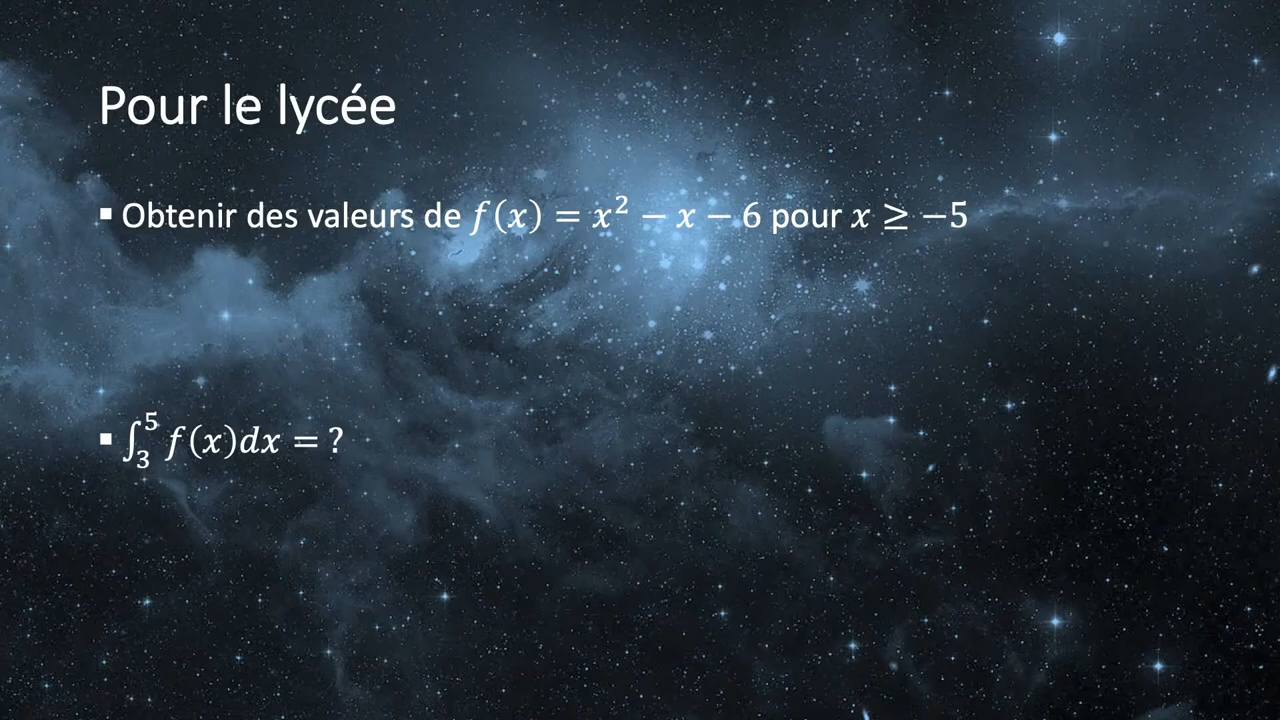 Pour le lycée
▪ Obtenir des valeurs de f(x) = x² − x − 6 pour x ≥ −5
▪ ∫₃⁵ f(x)dx = ?